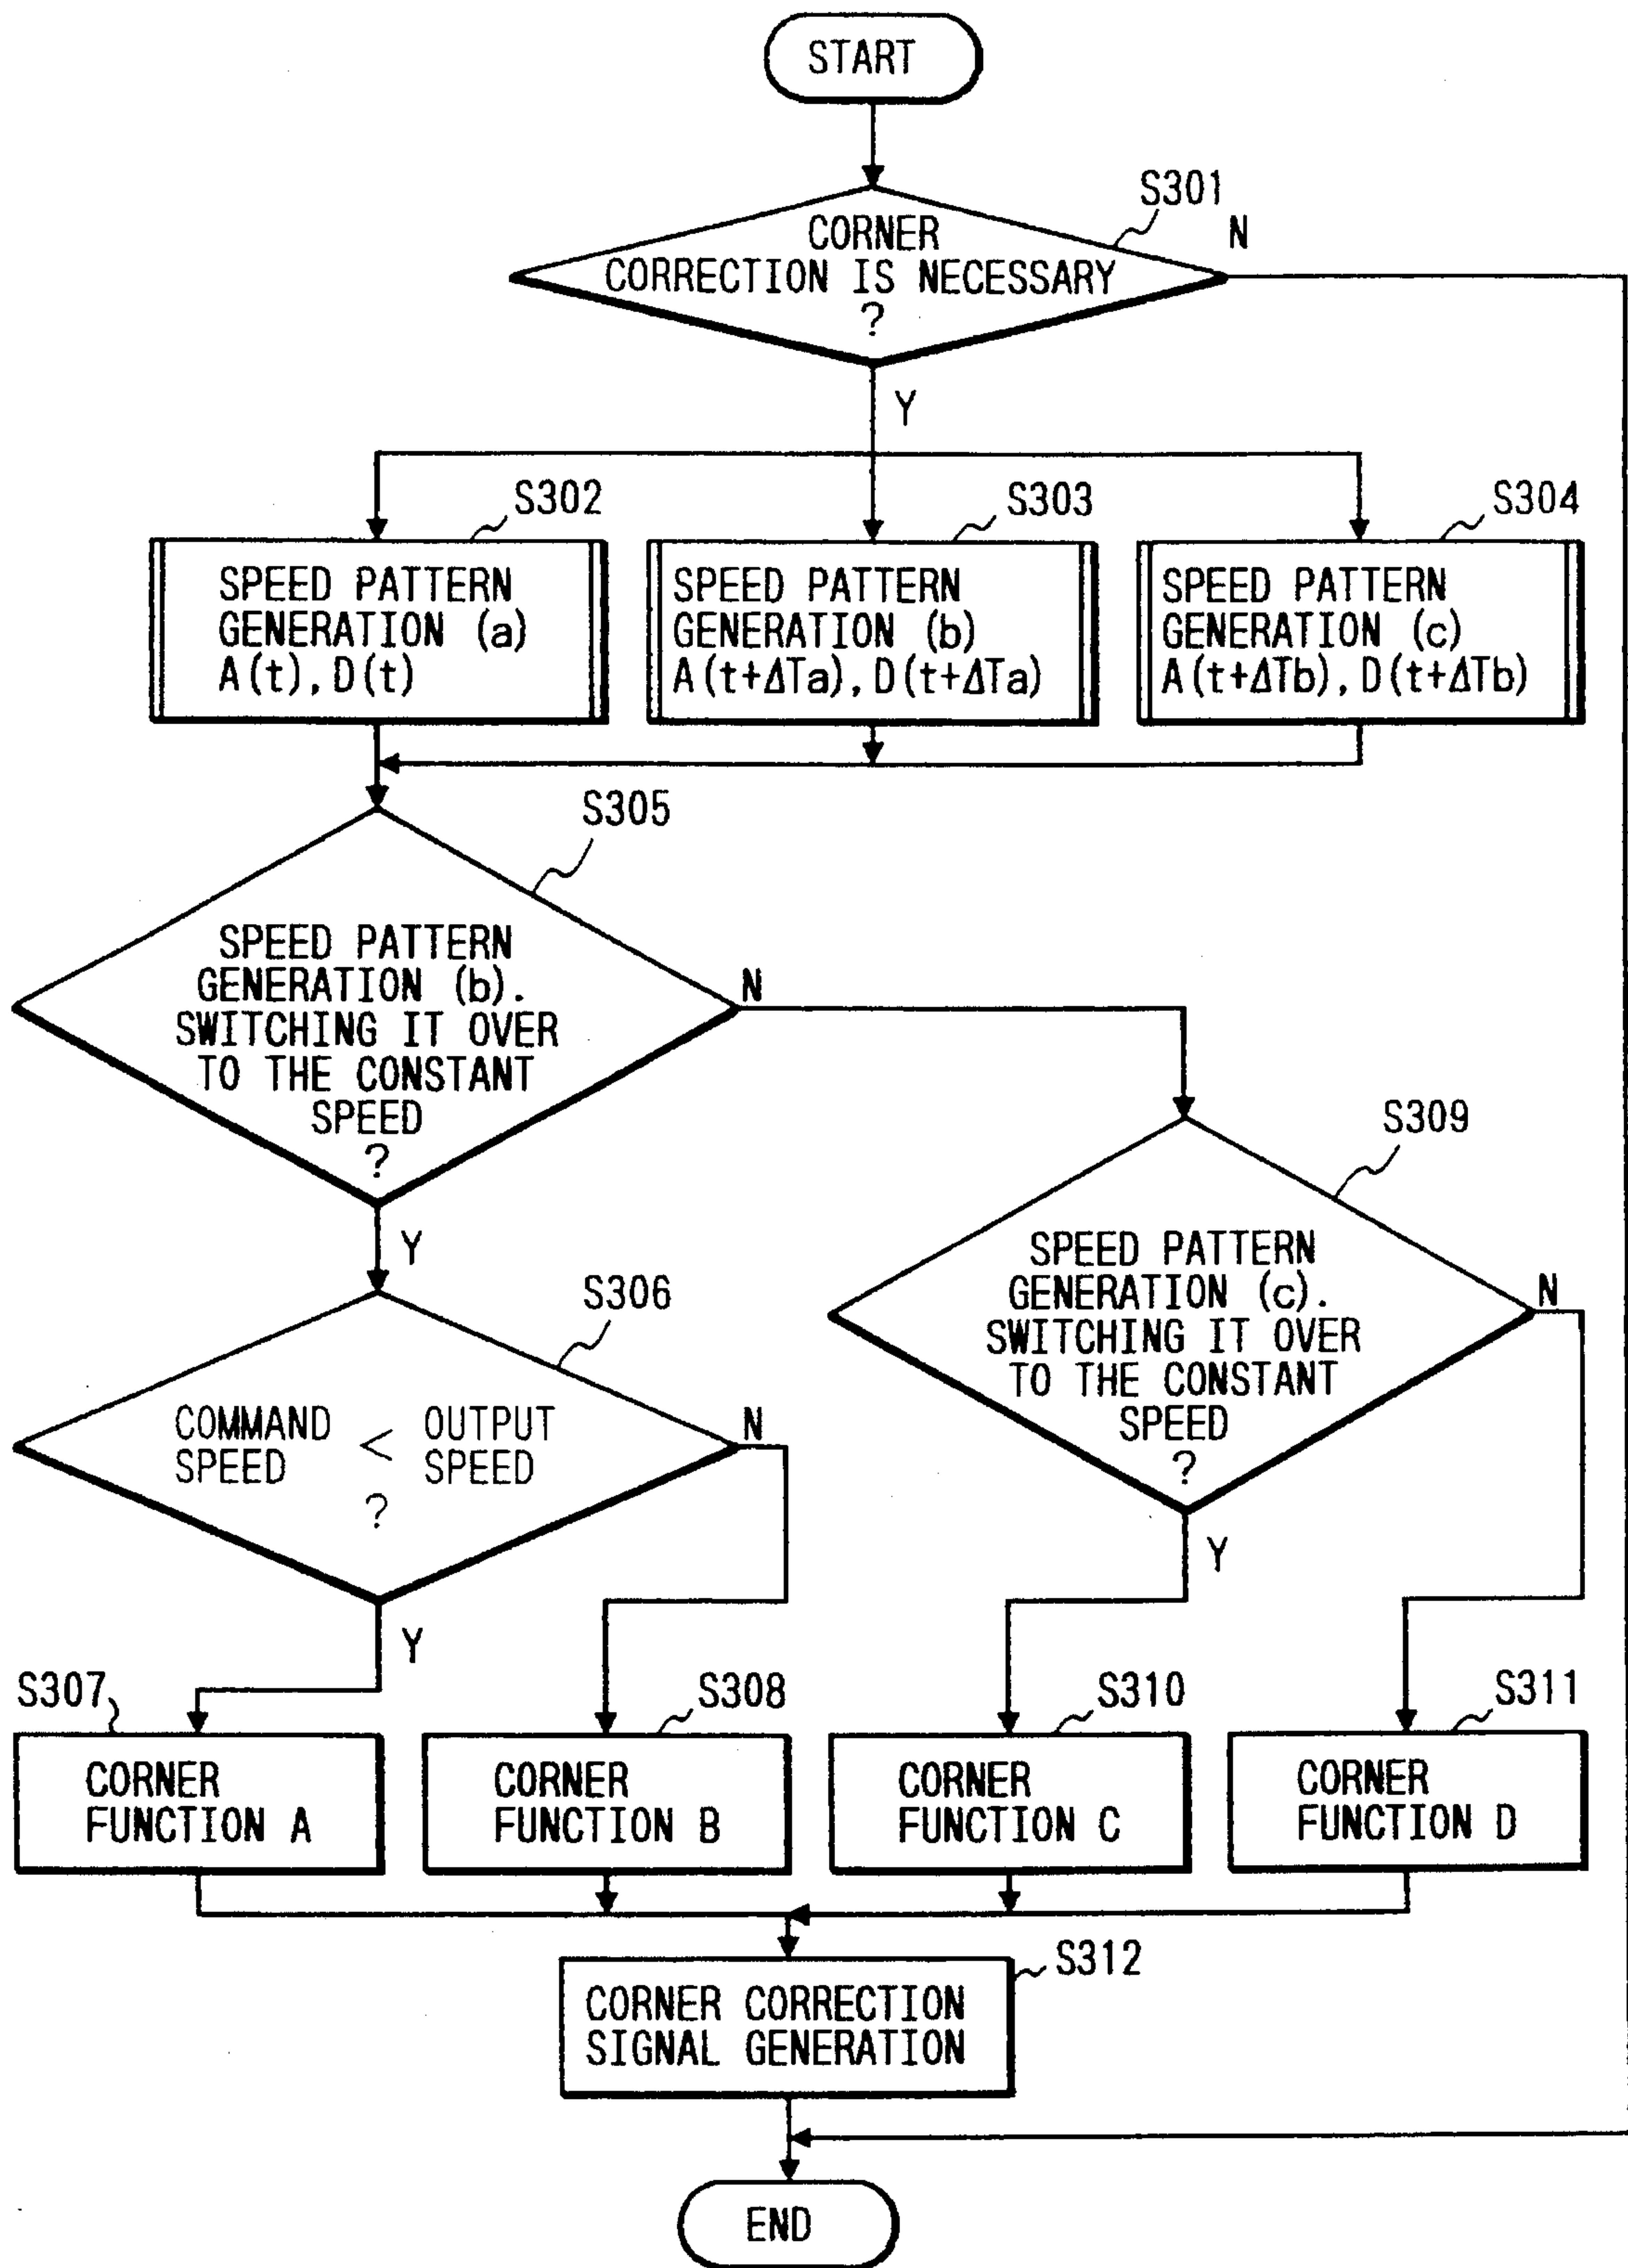 START
S301
N
CORNER
CORRECTION IS NECESSARY
?
Y
S302
S303
S304
SPEED PATTERN
GENERATION (a)
A(t), D(t)
SPEED PATTERN
GENERATION (b)
A(t+ΔTa), D(t+ΔTa)
SPEED PATTERN
GENERATION (c)
A(t+ΔTb), D(t+ΔTb)
S305
SPEED PATTERN
GENERATION (b).
SWITCHING IT OVER
TO THE CONSTANT
SPEED
?
N
Y
S309
SPEED PATTERN
GENERATION (c).
SWITCHING IT OVER
TO THE CONSTANT
SPEED
?
N
Y
S306
COMMAND SPEED < OUTPUT SPEED
?
N
Y
S307
S308
S310
S311
CORNER
FUNCTION A
CORNER
FUNCTION B
CORNER
FUNCTION C
CORNER
FUNCTION D
S312
CORNER CORRECTION
SIGNAL GENERATION
END